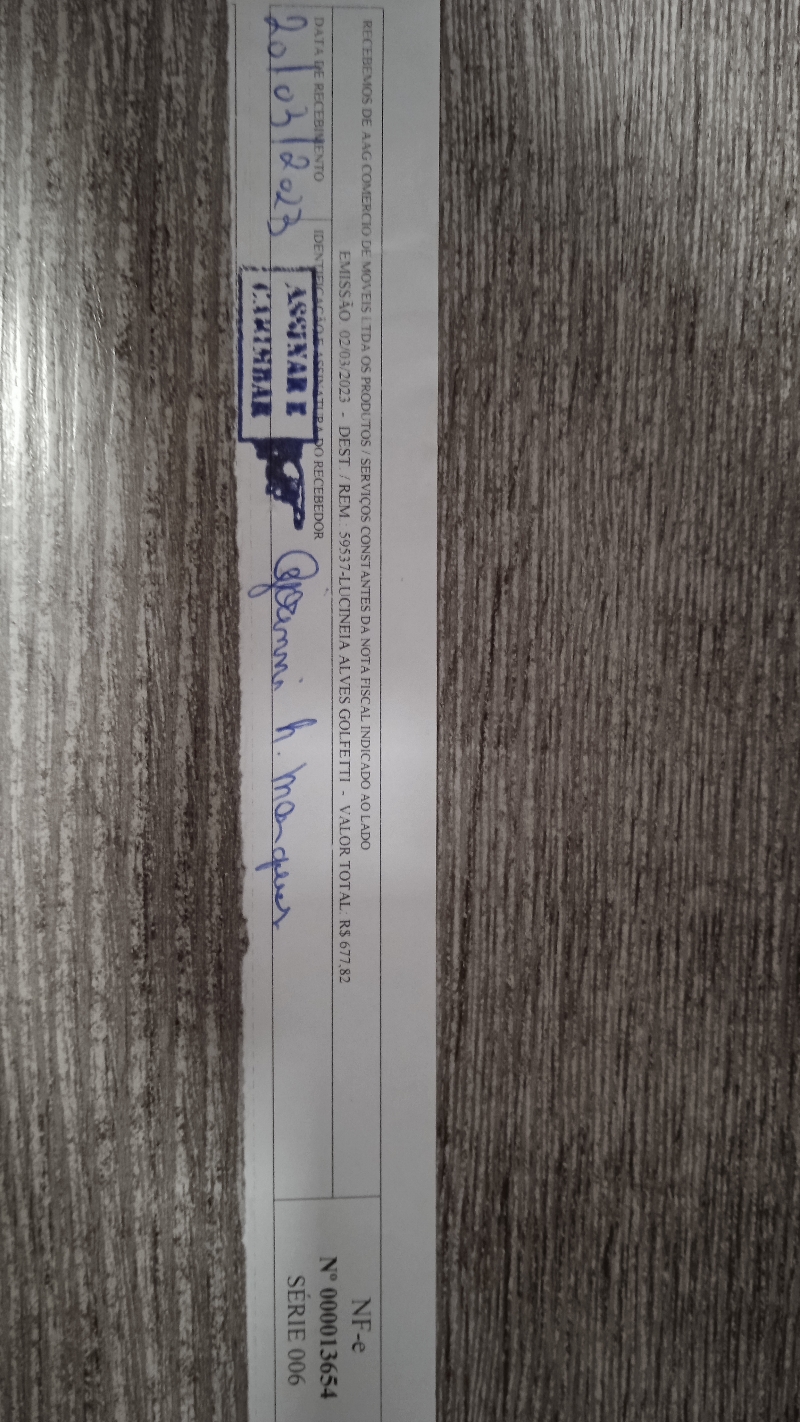 RECEBEMOS DE AAG COMERCIO DE MOVEIS LTDA OS PRODUTOS / SERVIÇOS CONSTANTES DA NOTA FISCAL INDICADO AO LADO
EMISSÃO 02/03/2023 - DEST. / REM.: 59537-LUCINEIA ALVES GOLFETTI - VALOR TOTAL: R$ 677,82
DATA DE RECEBIMENTO
20/03/2023
IDENTIFICAÇÃO E ASSINATURA DO RECEBEDOR
ASSINAR E
CARIMBAR
Marques
NF-e
Nº 000013654
SÉRIE 006